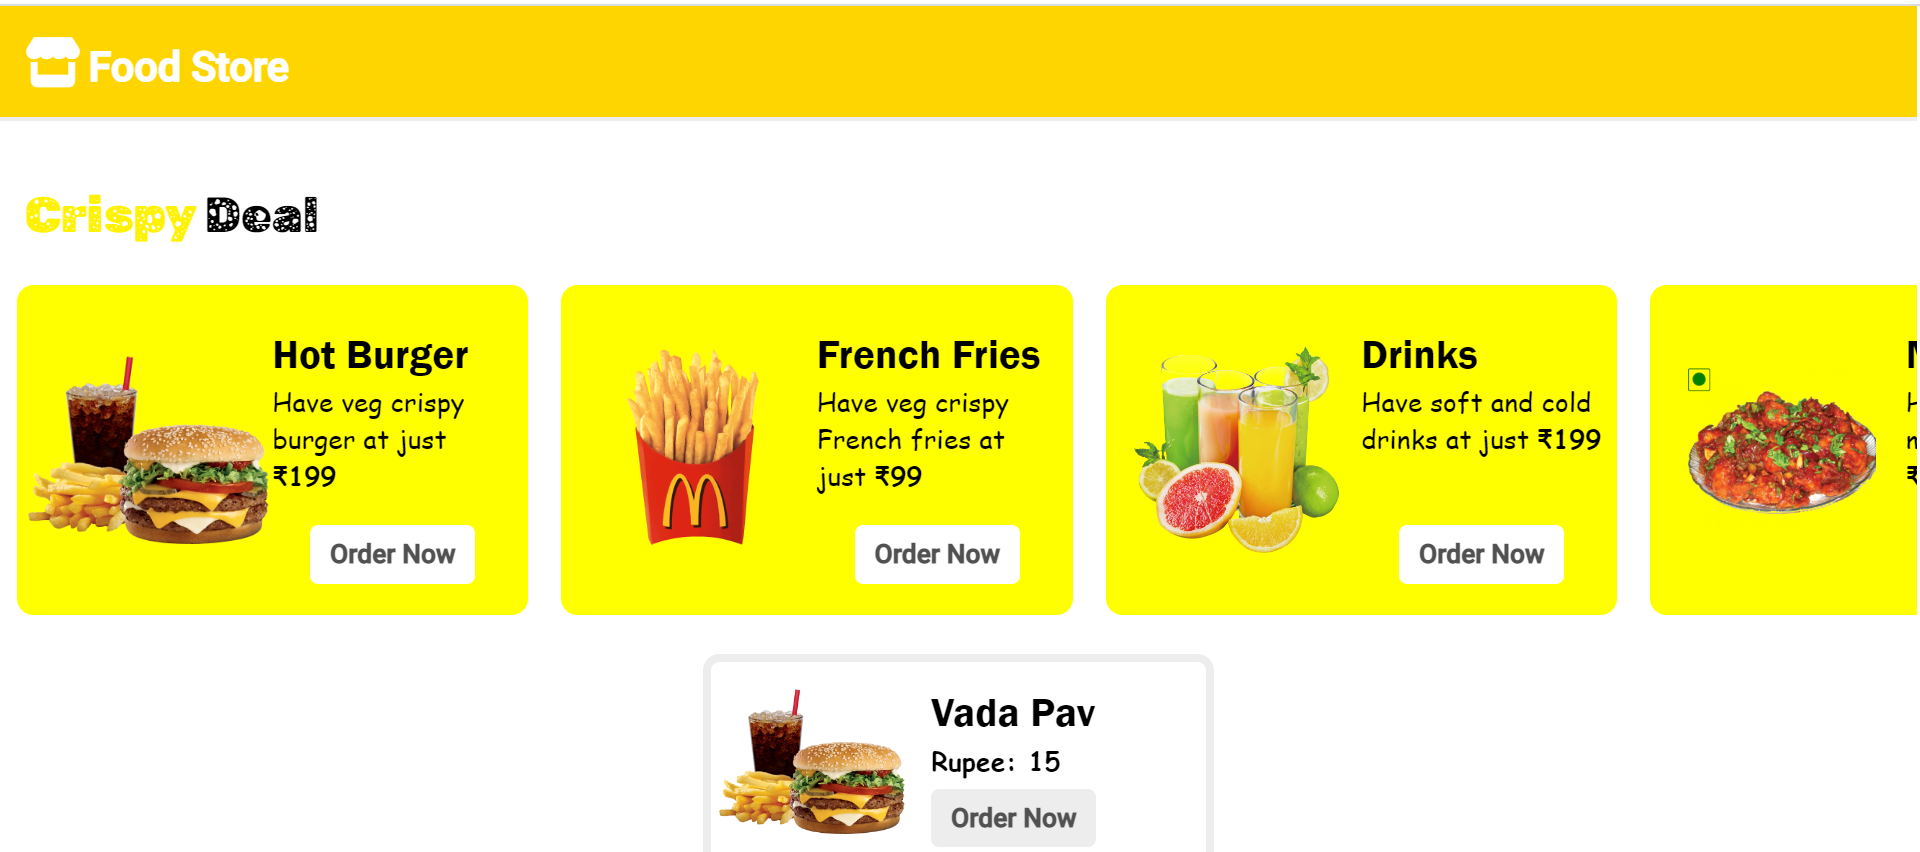 Food Store
Crispy Deal
Hot Burger
Have veg crispy
burger at just
₹199
Order Now
French Fries
Have veg crispy
French fries at
just ₹99
Order Now
Drinks
Have soft and cold
drinks at just ₹199
Order Now
Vada Pav
Rupee: 15
Order Now